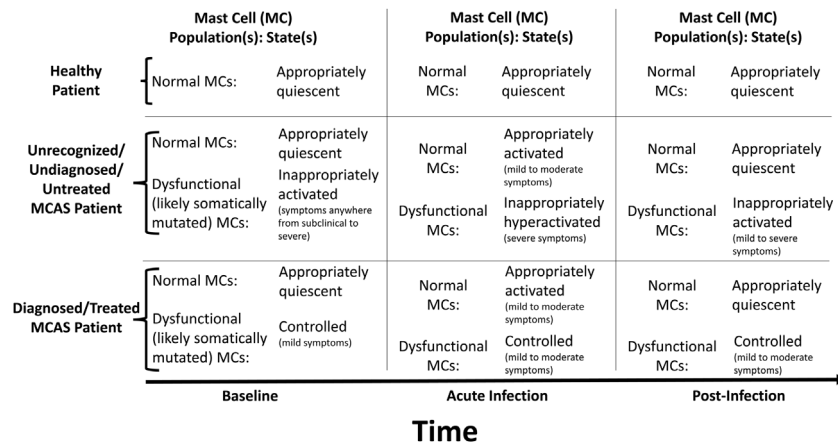 Mast Cell (MC)
Population(s): State(s)
Mast Cell (MC)
Population(s): State(s)
Mast Cell (MC)
Population(s): State(s)
Healthy
Patient
Normal MCs:
Appropriately
quiescent
Normal
MCs:
Appropriately
quiescent
Normal
MCs:
Appropriately
quiescent
Unrecognized/
Undiagnosed/
Untreated
MCAS Patient
Normal MCs:
Appropriately
quiescent
Dysfunctional
(likely somatically
mutated) MCs:
Inappropriately
activated
(symptoms anywhere
from subclinical to
severe)
Normal
MCs:
Appropriately
activated
(mild to moderate
symptoms)
Dysfunctional
MCs:
Inappropriately
hyperactivated
(severe symptoms)
Normal
MCs:
Appropriately
quiescent
Dysfunctional
MCs:
Inappropriately
activated
(mild to severe
symptoms)
Diagnosed/Treated
MCAS Patient
Normal MCs:
Appropriately
quiescent
Dysfunctional
(likely somatically
mutated) MCs:
Controlled
(mild symptoms)
Normal
MCs:
Appropriately
activated
(mild to moderate
symptoms)
Dysfunctional
MCs:
Controlled
(mild to moderate
symptoms)
Normal
MCs:
Appropriately
quiescent
Dysfunctional
MCs:
Controlled
(mild to moderate
symptoms)
Baseline
Acute Infection
Post-Infection
Time